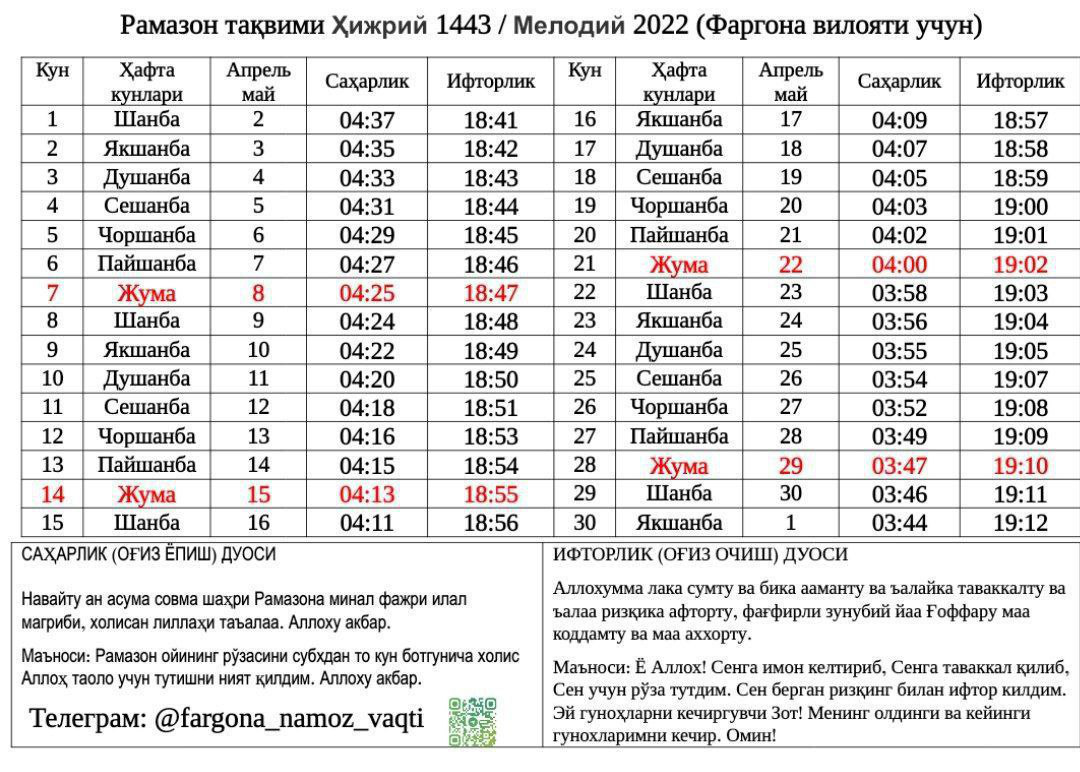 Рамазон тақвими Ҳижрий 1443 / Мелодий 2022 (Фаргона вилояти учун)
Кун Ҳафта кунлари Апрель май Саҳарлик Ифторлик Кун Ҳафта кунлари Апрель май Саҳарлик Ифторлик
1 Шанба 2 04:37 18:41 16 Якшанба 17 04:09 18:57
2 Якшанба 3 04:35 18:42 17 Душанба 18 04:07 18:58
3 Душанба 4 04:33 18:43 18 Сешанба 19 04:05 18:59
4 Сешанба 5 04:31 18:44 19 Чоршанба 20 04:03 19:00
5 Чоршанба 6 04:29 18:45 20 Пайшанба 21 04:02 19:01
6 Пайшанба 7 04:27 18:46 21 Жума 22 04:00 19:02
7 Жума 8 04:25 18:47 22 Шанба 23 03:58 19:03
8 Шанба 9 04:24 18:48 23 Якшанба 24 03:56 19:04
9 Якшанба 10 04:22 18:49 24 Душанба 25 03:55 19:05
10 Душанба 11 04:20 18:50 25 Сешанба 26 03:54 19:07
11 Сешанба 12 04:18 18:51 26 Чоршанба 27 03:52 19:08
12 Чоршанба 13 04:16 18:53 27 Пайшанба 28 03:49 19:09
13 Пайшанба 14 04:15 18:54 28 Жума 29 03:47 19:10
14 Жума 15 04:13 18:55 29 Шанба 30 03:46 19:11
15 Шанба 16 04:11 18:56 30 Якшанба 1 03:44 19:12
САҲАРЛИК (ОҒИЗ ЁПИШ) ДУОСИ
Навайту ан асума совма шаҳри Рамазона минал фажри илал
магриби, холисан лиллаҳи таъалаа. Аллоҳу акбар.
Маъноси: Рамазон ойининг рўзасини субҳдан то кун ботгунича холис
Аллоҳ таоло учун тутишни ният қилдим. Аллоҳу акбар.
Телеграм: @fargona_namoz_vaqti
ИФТОРЛИК (ОҒИЗ ОЧИШ) ДУОСИ
Аллохумма лака сумту ва бика ааманту ва ъалайка таваккалту ва
ъалаа ризқика афторту, фағфирли зунубий йаа Ғоффару маа
коддамту ва маа аххорту.
Маъноси: Ё Аллох! Сенга имон келтириб, Сенга таваккал қилиб,
Сен учун рўза тутдим. Сен берган ризқинг билан ифтор килдим.
Эй гуноҳларни кечиргувчи Зот! Менинг олдинги ва кейинги
гунохларимни кечир. Омин!